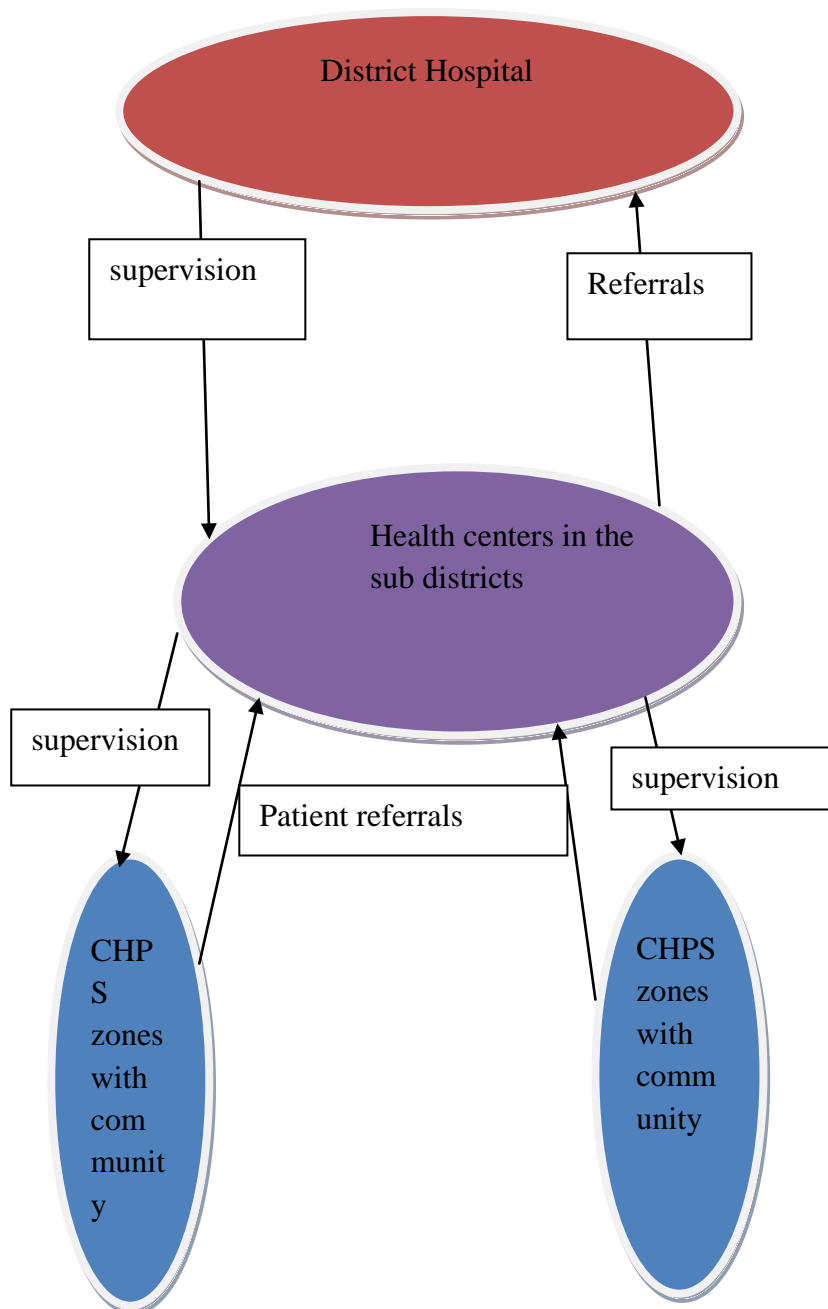 District Hospital
supervision
Referrals
Health centers in the
sub districts
supervision
supervision
Patient referrals
CHP
S
zones
with
com
munit
y
CHPS
zones
with
comm
unity